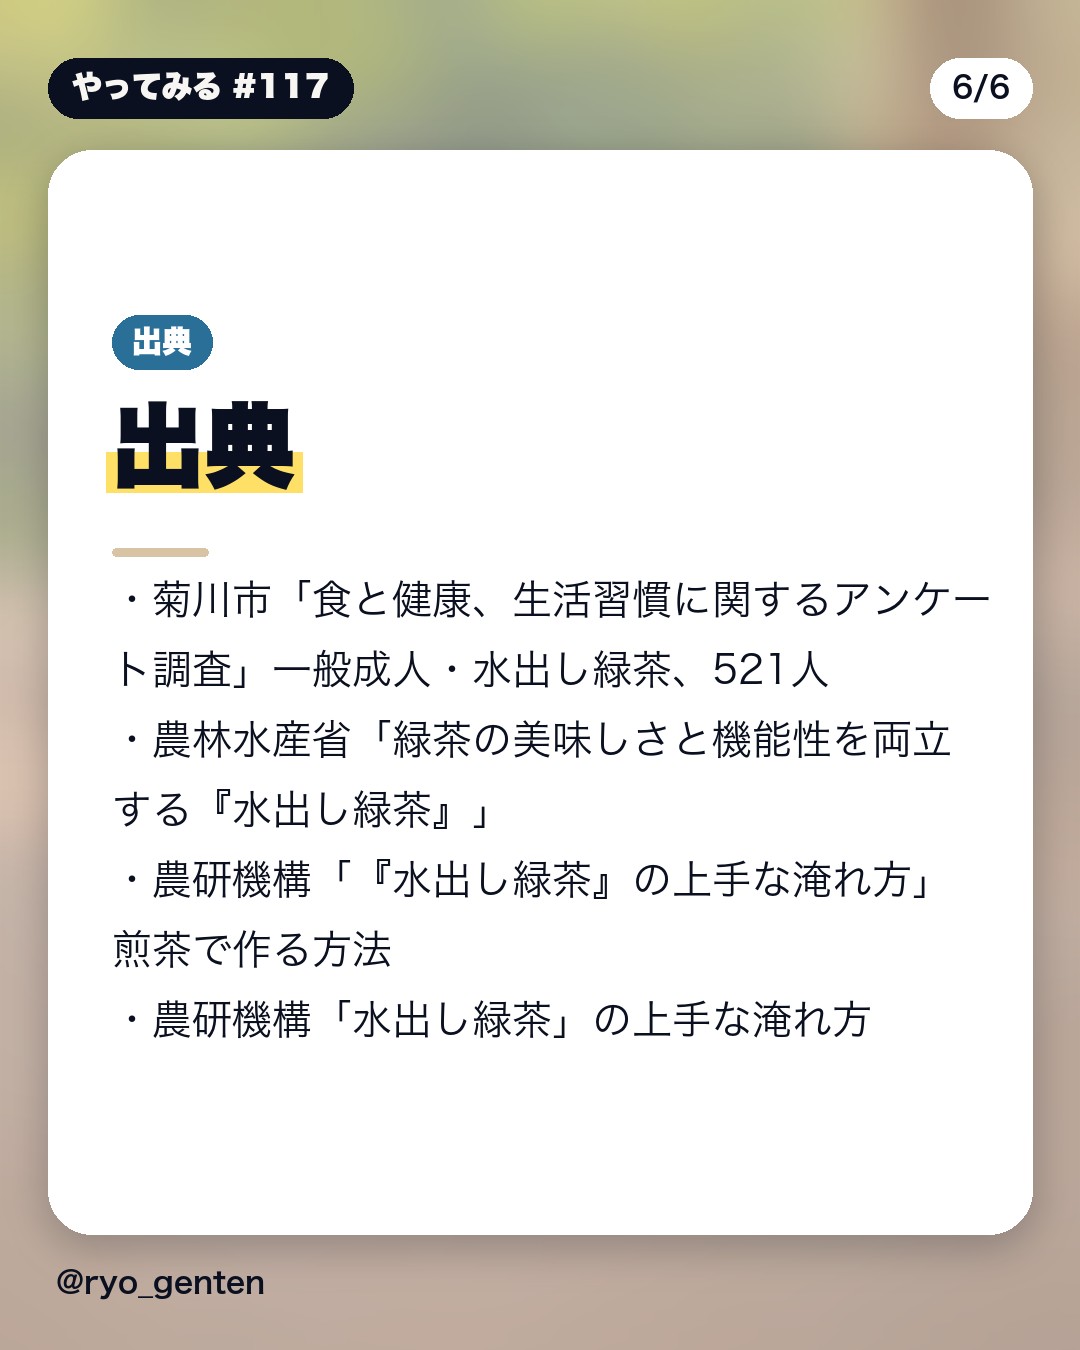 やってみる #117
6/6
出典
出典
・菊川市「食と健康、生活習慣に関するアンケー
ト調査」一般成人・水出し緑茶、521人
・農林水産省「緑茶の美味しさと機能性を両立
する『水出し緑茶』」
・農研機構「『水出し緑茶』の上手な淹れ方」
煎茶で作る方法
・農研機構「水出し緑茶」の上手な淹れ方
@ryo_genten